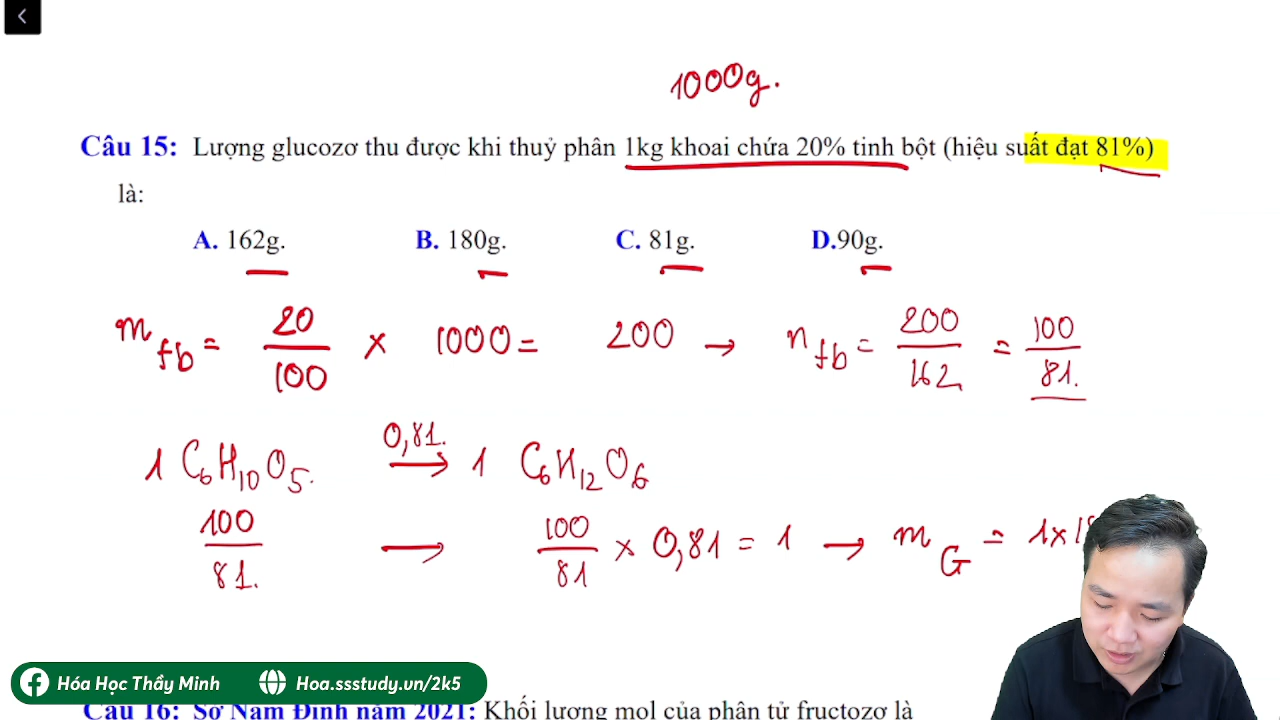 1000g.
Câu 15: Lượng glucozơ thu được khi thuỷ phân 1kg khoai chứa 20% tinh bột (hiệu suất đạt 81%)
là:
A. 162g. B. 180g. C. 81g. D.90g.
m tb = 20/100 x 1000 = 200 → n tb = 200/162 = 100/81.
1 C6H10O5. 0,81. → 1 C6H12O6
100/81. → 100/81 x 0,81 = 1 → m G = 1x
Hóa Học Thầy Minh Hoa.ssstudy.vn/2k5
Câu 16: Sở Nam Định năm 2021: Khối lượng mol của phân tử fructozơ là